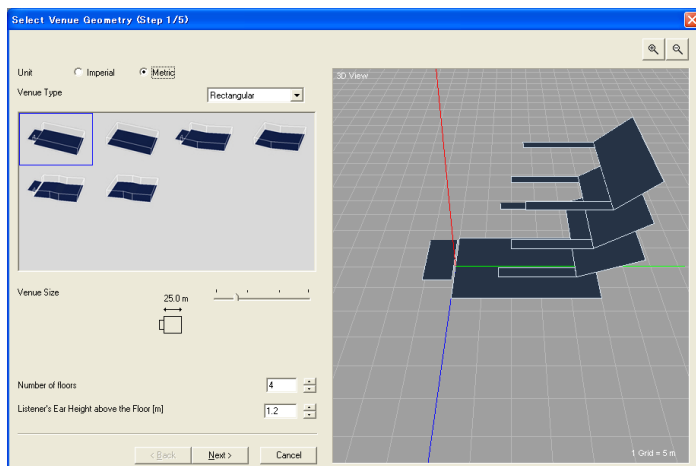 Select Venue Geometry (Step 1/5)
Unit Imperial Metric
Venue Type Rectangular
3D View
Venue Size 25.0 m
Number of floors 4
Listener's Ear Height above the Floor [m] 1.2
< Back Next > Cancel
1 Grid = 5 m